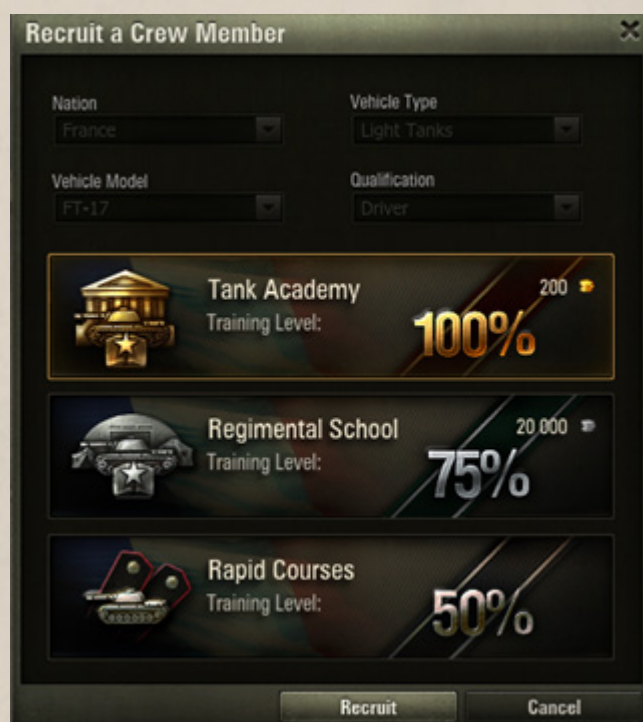 Recruit a Crew Member
Nation
Vehicle Type
France
Light Tanks
Vehicle Model
Qualification
FT-17
Driver
Tank Academy
200
Training Level:
100%
Regimental School
20 000
Training Level:
75%
Rapid Courses
Training Level:
50%
Recruit
Cancel